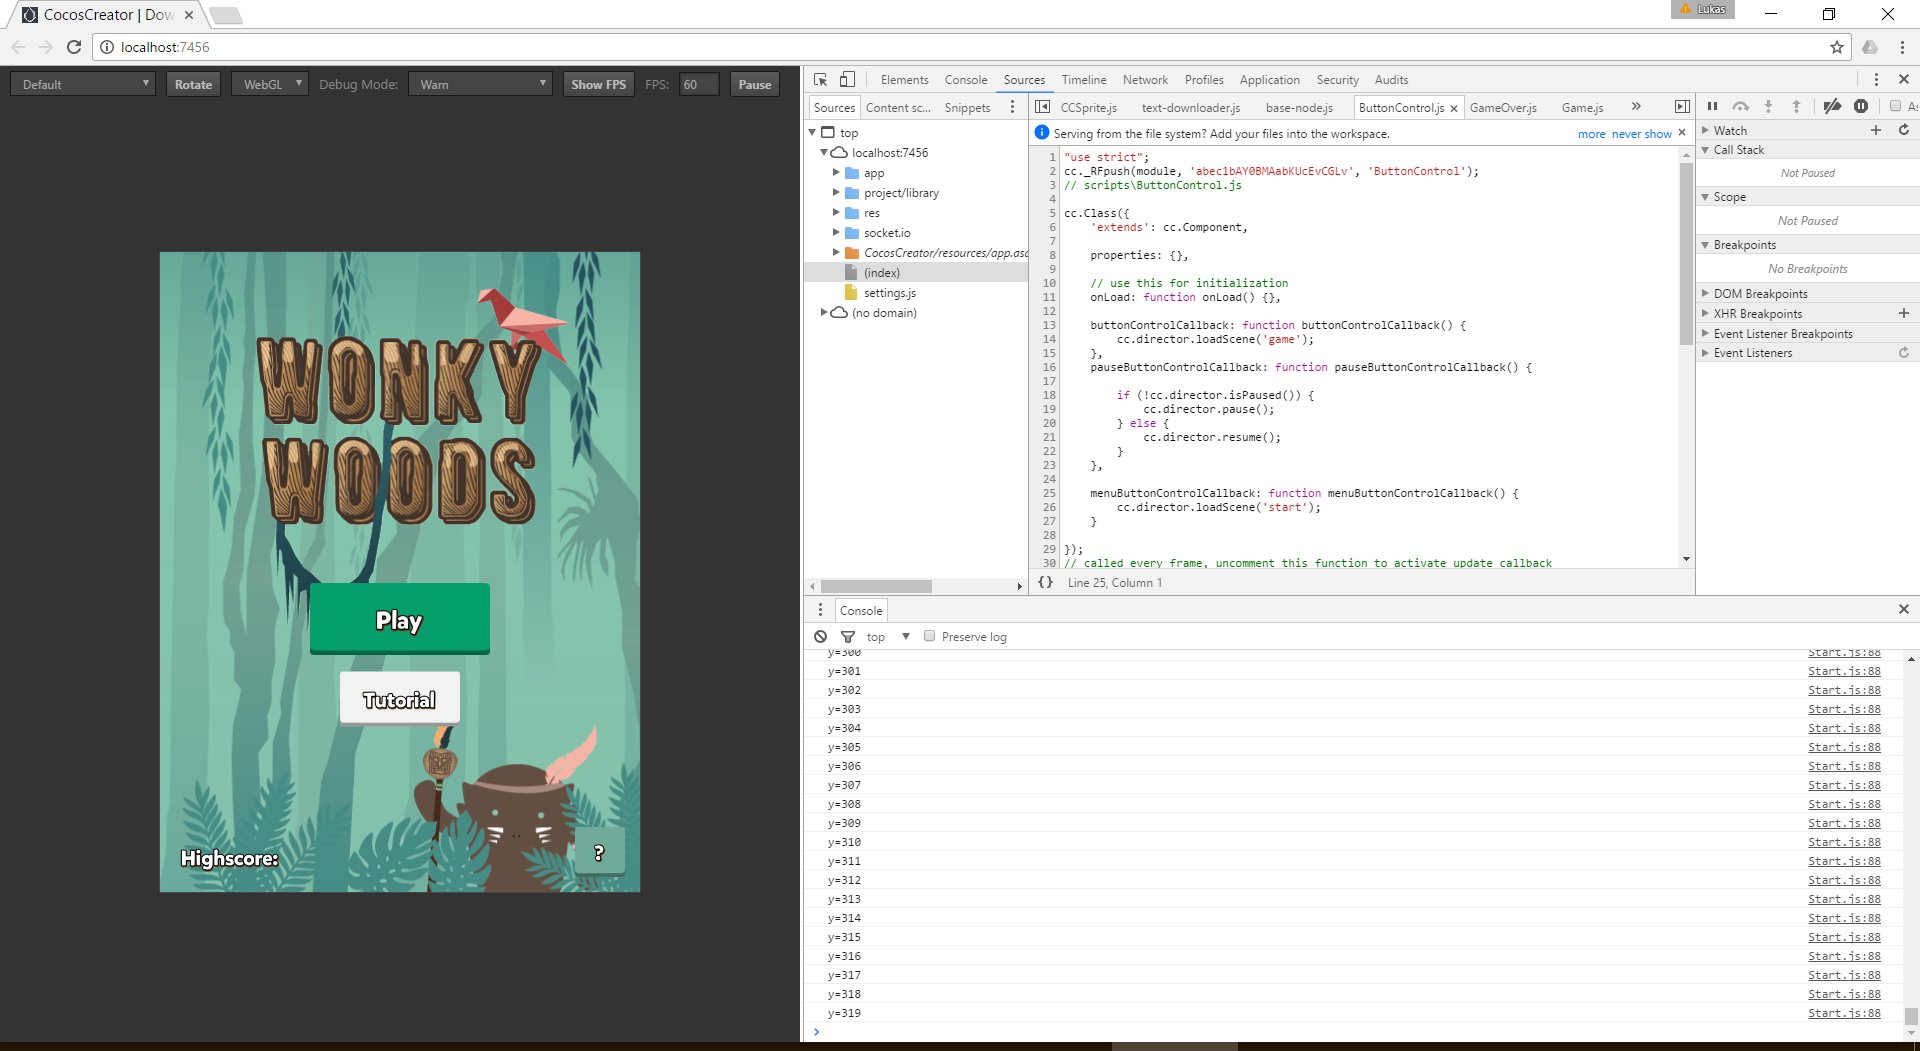 CocosCreator | Dow
Lukas
localhost:7456
Default
Rotate
WebGL
Debug Mode:
Warn
Show FPS
FPS:
60
Pause
WONKY
WOODS
Play
Tutorial
Highscore:
?
Elements Console Sources Timeline Network Profiles Application Security Audits
Sources Content sc... Snippets
CCSprite.js text-downloader.js base-node.js ButtonControl.js GameOver.js Game.js
top
localhost:7456
app
project/library
res
socket.io
CocosCreator/resources/app.asc
(index)
settings.js
(no domain)
Serving from the file system? Add your files into the workspace. more never show
1 "use strict";
2 cc._RFpush(module, 'abec1bAY0BMAabKUcEvCGLv', 'ButtonControl');
3 // scripts\ButtonControl.js
4
5 cc.Class({
6 'extends': cc.Component,
7
8 properties: {},
9
10 // use this for initialization
11 onLoad: function onLoad() {},
12
13 buttonControlCallback: function buttonControlCallback() {
14 cc.director.loadScene('game');
15 },
16 pauseButtonControlCallback: function pauseButtonControlCallback() {
17
18 if (!cc.director.isPaused()) {
19 cc.director.pause();
20 } else {
21 cc.director.resume();
22 }
23 },
24
25 menuButtonControlCallback: function menuButtonControlCallback() {
26 cc.director.loadScene('start');
27 }
28
29 });
30 // called every frame, uncomment this function to activate update callback
{} Line 25, Column 1
As
Watch
Call Stack
Not Paused
Scope
Not Paused
Breakpoints
No Breakpoints
DOM Breakpoints
XHR Breakpoints
Event Listener Breakpoints
Event Listeners
Console
top
Preserve log
y=300 Start.js:88
y=301 Start.js:88
y=302 Start.js:88
y=303 Start.js:88
y=304 Start.js:88
y=305 Start.js:88
y=306 Start.js:88
y=307 Start.js:88
y=308 Start.js:88
y=309 Start.js:88
y=310 Start.js:88
y=311 Start.js:88
y=312 Start.js:88
y=313 Start.js:88
y=314 Start.js:88
y=315 Start.js:88
y=316 Start.js:88
y=317 Start.js:88
y=318 Start.js:88
y=319 Start.js:88